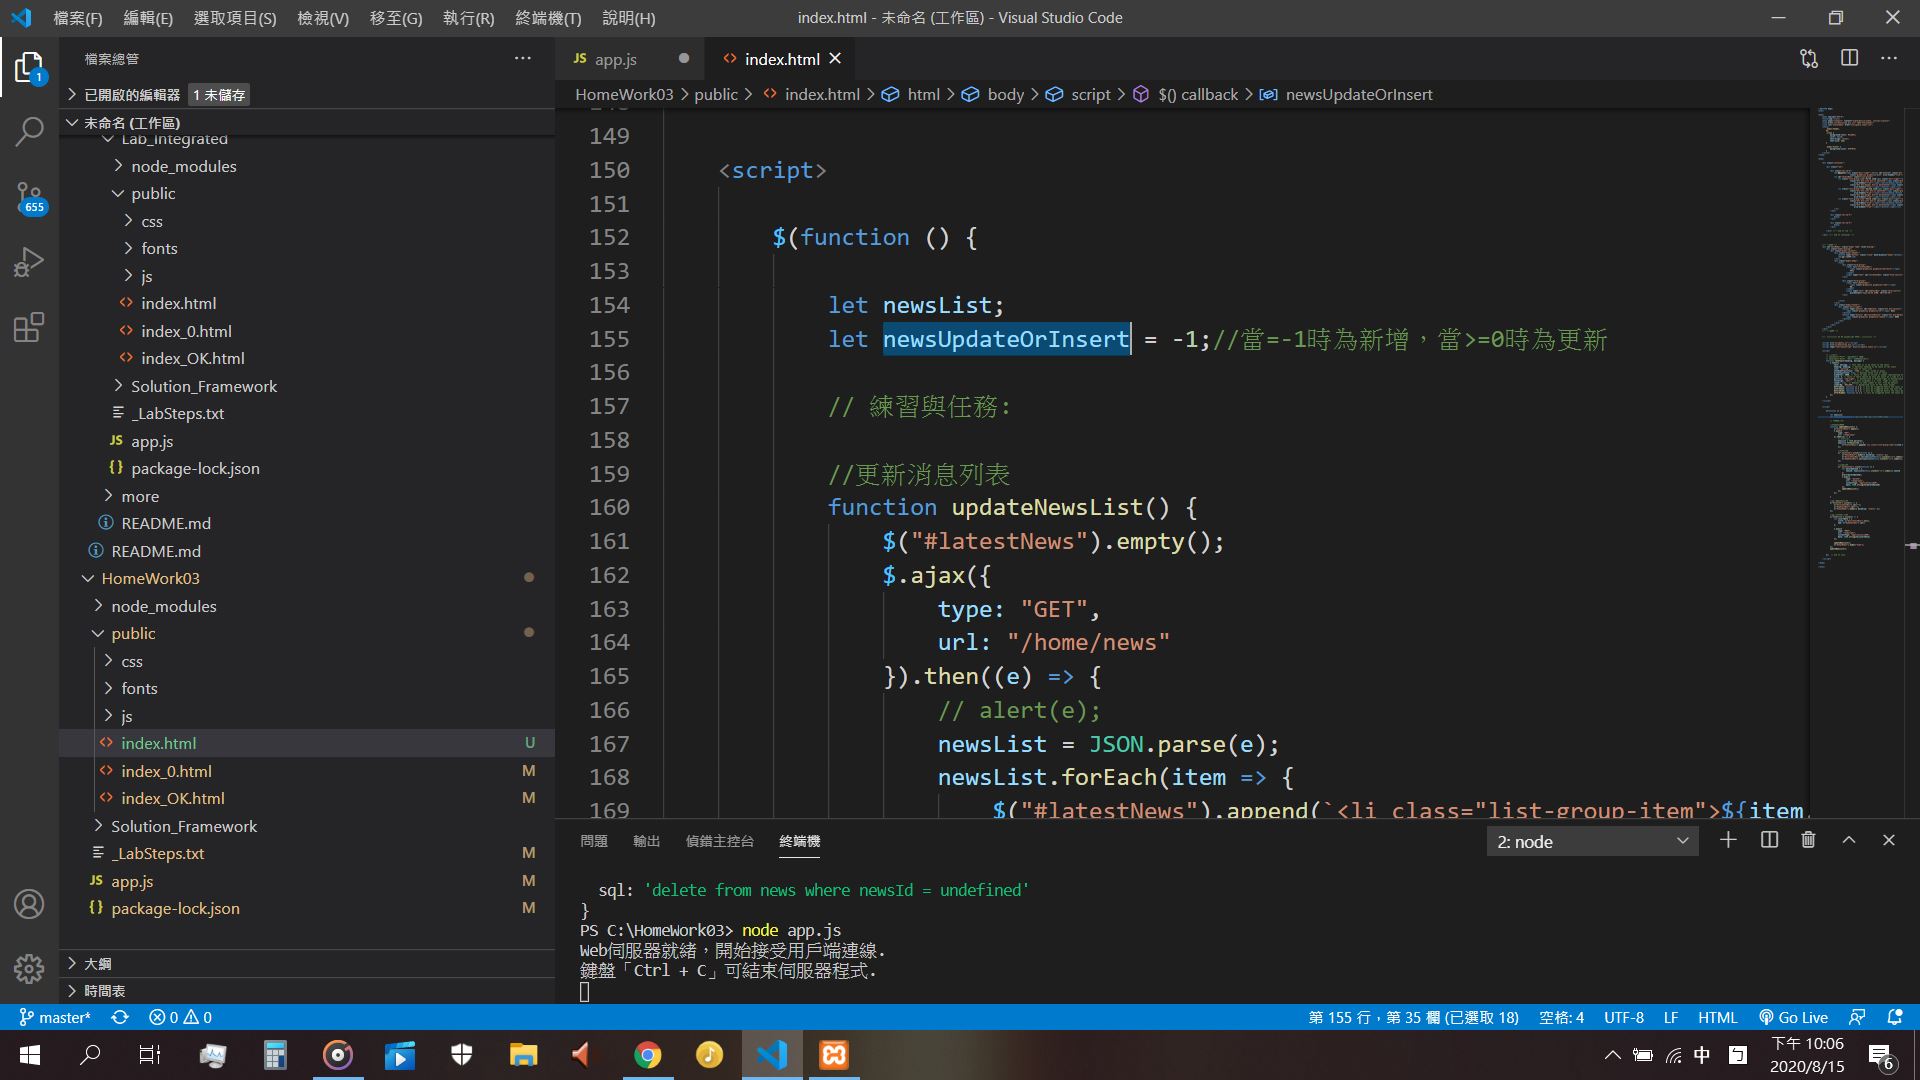 檔案(F) 編輯(E) 選取項目(S) 檢視(V) 移至(G) 執行(R) 終端機(T) 說明(H)
index.html - 未命名 (工作區) - Visual Studio Code
檔案總管
1
已開啟的編輯器 1 未儲存
未命名 (工作區)
Lab_Integrated
node_modules
public
css
fonts
js
index.html
index_0.html
index_OK.html
Solution_Framework
_LabSteps.txt
JS app.js
{} package-lock.json
more
README.md
README.md
HomeWork03
node_modules
public
css
fonts
js
index.html U
index_0.html M
index_OK.html M
Solution_Framework
_LabSteps.txt M
JS app.js M
{} package-lock.json M
大綱
時間表
655
JS app.js
index.html
HomeWork03 > public > index.html > html > body > script > $() callback > newsUpdateOrInsert
149
150 <script>
151
152 $(function () {
153
154 let newsList;
155 let newsUpdateOrInsert = -1;//當=-1時為新增，當>=0時為更新
156
157 // 練習與任務:
158
159 //更新消息列表
160 function updateNewsList() {
161 $("#latestNews").empty();
162 $.ajax({
163 type: "GET",
164 url: "/home/news"
165 }).then((e) => {
166 // alert(e);
167 newsList = JSON.parse(e);
168 newsList.forEach(item => {
169 $("#latestNews").append(`<li class="list-group-item">${item.
問題 輸出 偵錯主控台 終端機
2: node
sql: 'delete from news where newsId = undefined'
}
PS C:\HomeWork03> node app.js
Web伺服器就緒，開始接受用戶端連線.
鍵盤「Ctrl + C」可結束伺服器程式.
master* 0 0
第 155 行，第 35 欄 (已選取 18) 空格: 4 UTF-8 LF HTML Go Live
中
下午 10:06
2020/8/15
6